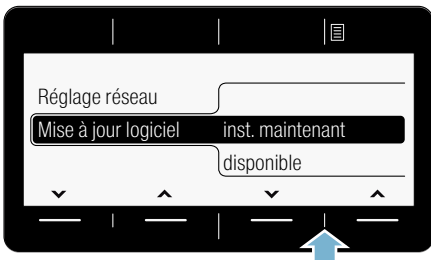 Réglage réseau
Mise à jour logiciel inst. maintenant
disponible